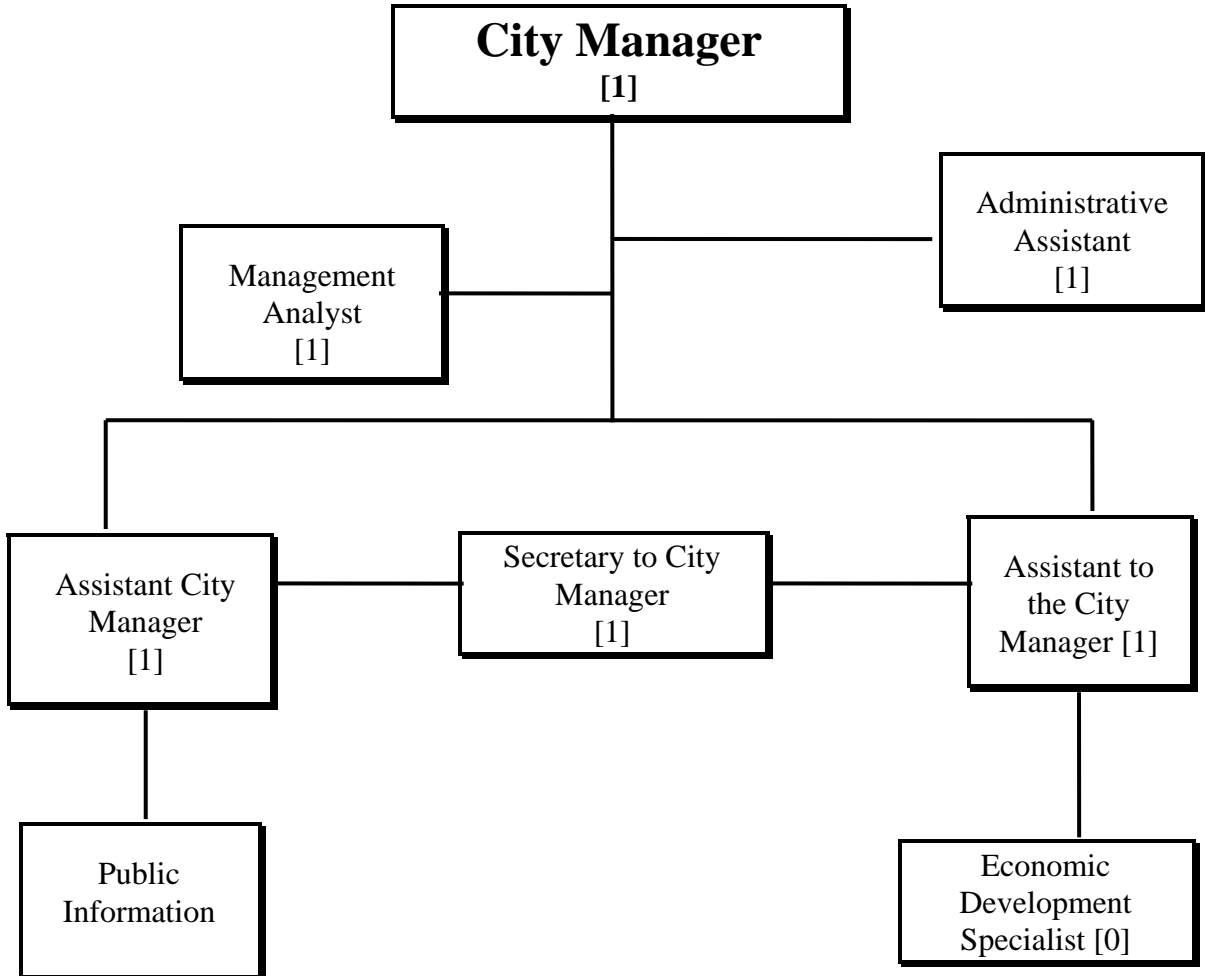 City Manager
[1]
Administrative
Assistant
[1]
Management
Analyst
[1]
Assistant City
Manager
[1]
Secretary to City
Manager
[1]
Assistant to
the City
Manager [1]
Public
Information
Economic
Development
Specialist [0]